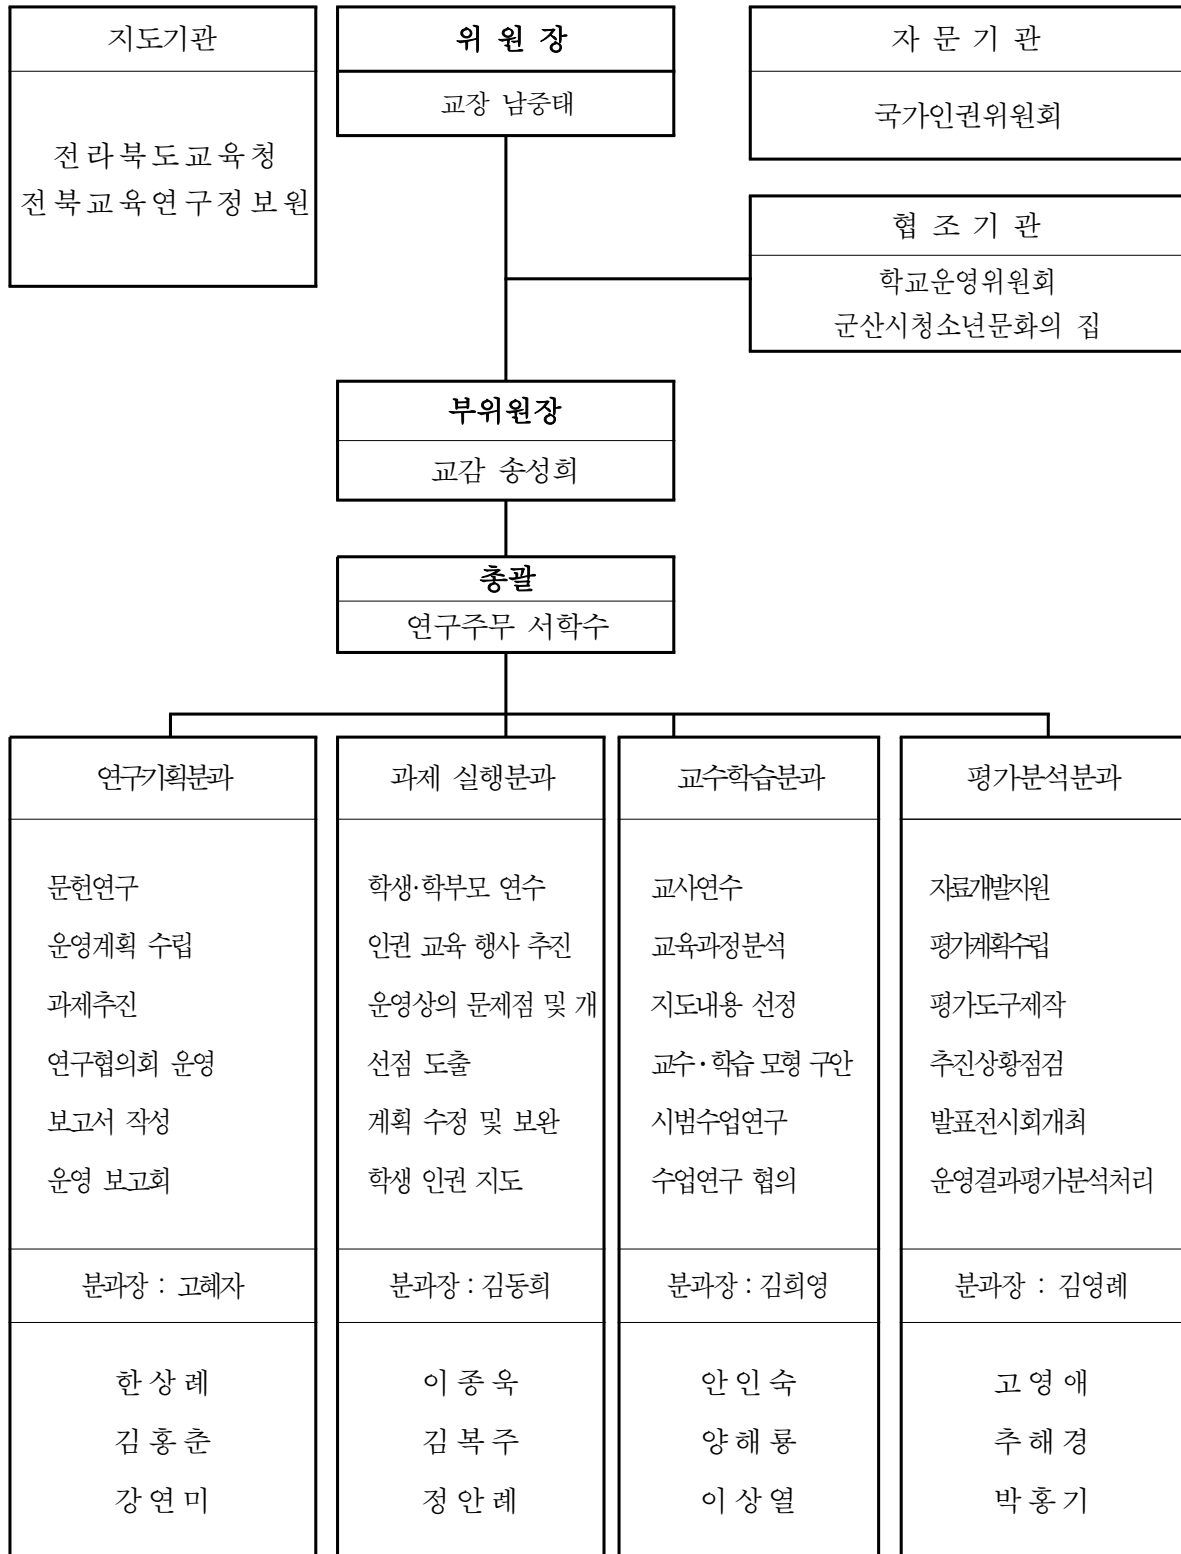 지도기관
전라북도교육청
전북교육연구정보원
위 원 장
교장 남중태
자 문 기 관
국가인권위원회
협 조 기 관
학교운영위원회
군산시청소년문화의 집
부위원장
교감 송성희
총괄
연구주무 서학수
연구기획분과
문헌연구
운영계획 수립
과제추진
연구협의회 운영
보고서 작성
운영 보고회
분과장 : 고혜자
한 상 례
김 홍 춘
강 연 미
과제 실행분과
학생·학부모 연수
인권 교육 행사 추진
운영상의 문제점 및 개
선점 도출
계획 수정 및 보완
학생 인권 지도
분과장 : 김동희
이 종 욱
김 복 주
정 안 례
교수학습분과
교사연수
교육과정분석
지도내용 선정
교수·학습 모형 구안
시범수업연구
수업연구 협의
분과장 : 김희영
안 인 숙
양 해 룡
이 상 열
평가분석분과
자료개발지원
평가계획수립
평가도구제작
추진상황점검
발표전시회개최
운영결과평가분석처리
분과장 : 김영례
고 영 애
추 해 경
박 홍 기